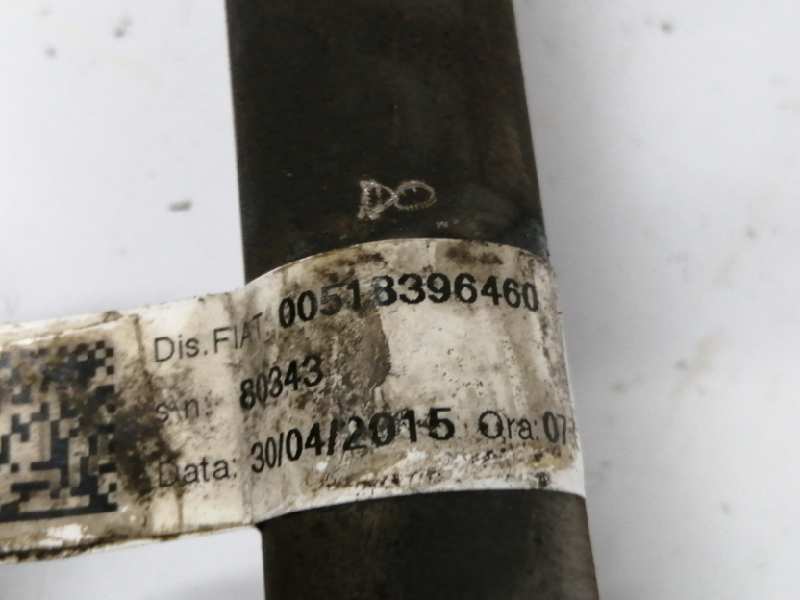 Dis.FIAT: 00518396460
s.n.: 80343
Data: 30/04/2015 Ora: 07